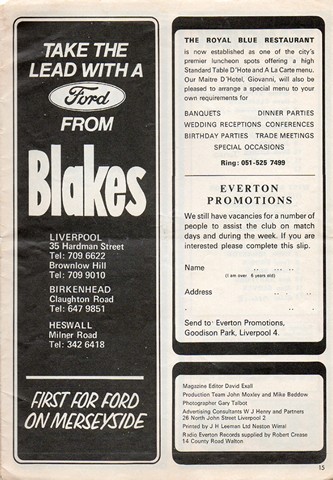 TAKE THE
LEAD WITH A
Ford
FROM
Blakes
LIVERPOOL
35 Hardman Street
Tel: 709 6622
Brownlow Hill
Tel: 709 9010
BIRKENHEAD
Claughton Road
Tel: 647 9851
HESWALL
Milner Road
Tel: 342 6418
FIRST FOR FORD
ON MERSEYSIDE
THE ROYAL BLUE RESTAURANT
is now established as one of the city's
premier luncheon spots offering a high
Standard Table D'Hote and A La Carte menu.
Our Maitre D'Hotel, Giovanni, will also be
pleased to arrange a special menu to your
own requirements for
BANQUETS DINNER PARTIES
WEDDING RECEPTIONS CONFERENCES
BIRTHDAY PARTIES TRADE MEETINGS
SPECIAL OCCASIONS
Ring: 051-525 7499
EVERTON
PROMOTIONS
We still have vacancies for a number of
people to assist the club on match
days and during the week. If you are
interested please complete this slip.
Name
(I am over 8 years old)
Address
Send to Everton Promotions,
Goodison Park, Liverpool 4.
Magazine Editor David Exall
Production Team John Moxley and Mike Beddow
Photographer Gary Talbot
Advertising Consultants W J Henry and Partners
26 North John Street Liverpool 2
Printed by J H Leeman Ltd Neston Wirral
Radio Everton Records supplied by Robert Crease
14 County Road Walton
15